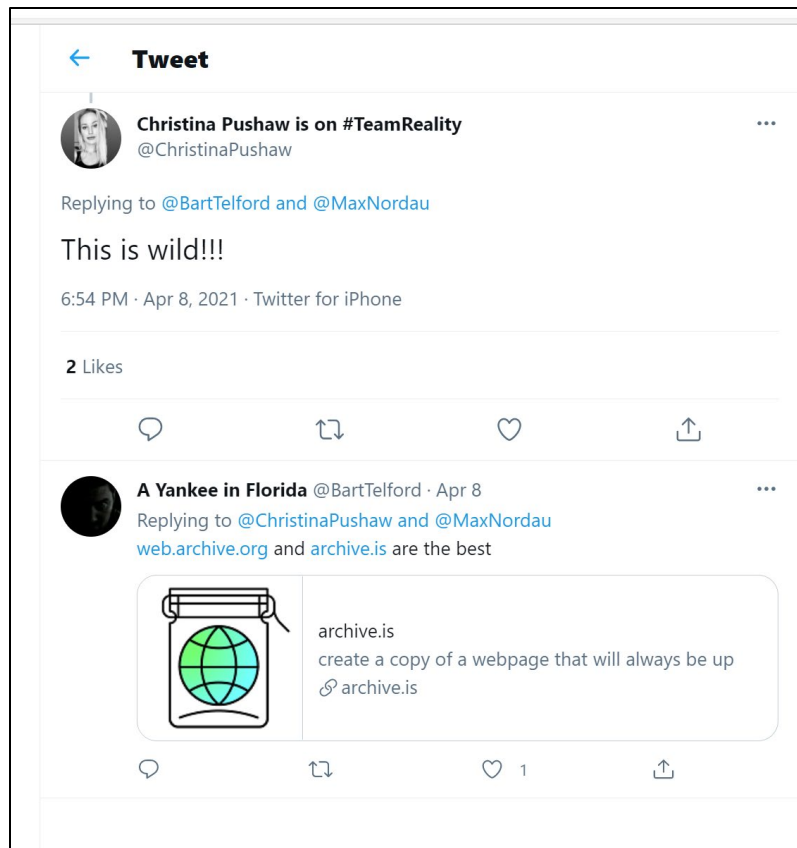 Tweet
Christina Pushaw is on #TeamReality
@ChristinaPushaw
Replying to @BartTelford and @MaxNordau
This is wild!!!
6:54 PM · Apr 8, 2021 · Twitter for iPhone
2 Likes
A Yankee in Florida @BartTelford · Apr 8
Replying to @ChristinaPushaw and @MaxNordau
web.archive.org and archive.is are the best
archive.is
create a copy of a webpage that will always be up
archive.is
1